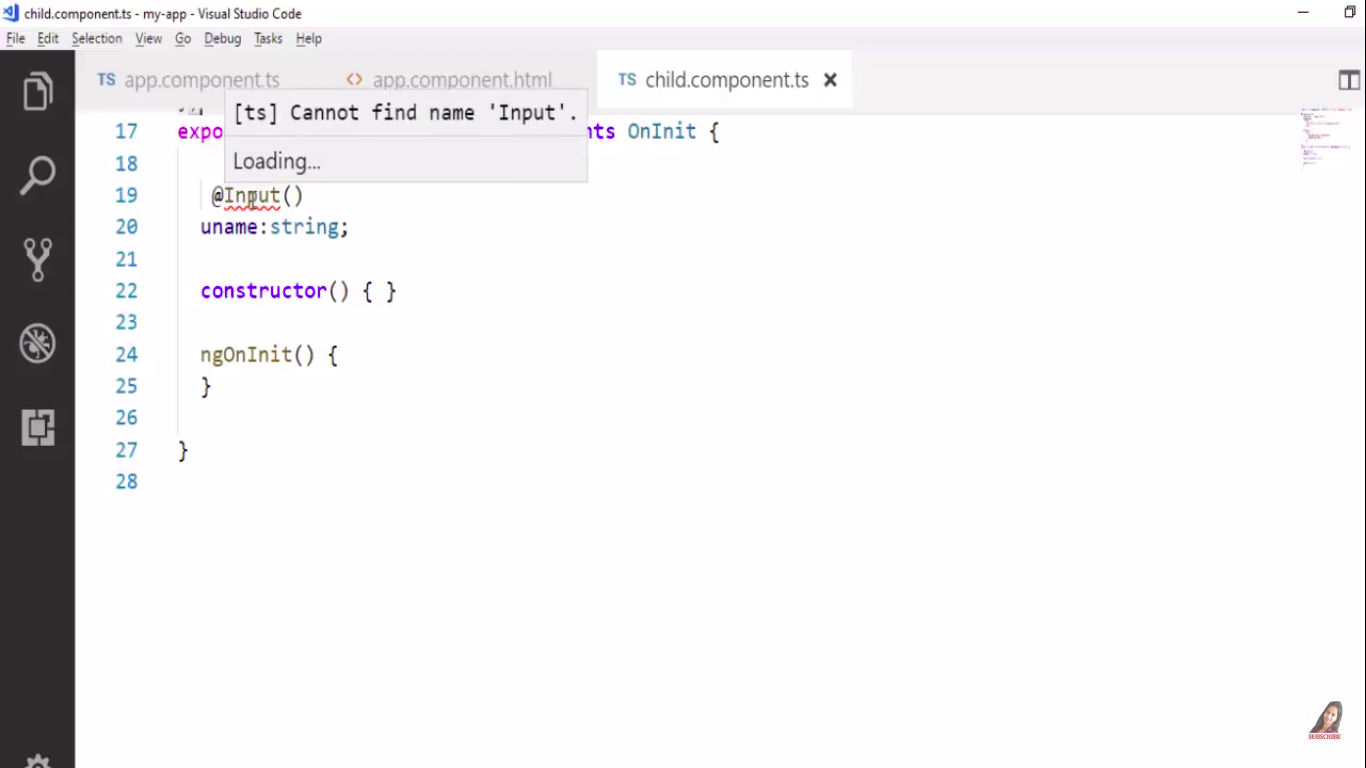 child.component.ts - my-app - Visual Studio Code
File Edit Selection View Go Debug Tasks Help
TS app.component.ts <> app.component.html TS child.component.ts ×
[ts] Cannot find name 'Input'.
Loading...
17 expo nts OnInit {
18
19 @Input()
20 uname:string;
21
22 constructor() { }
23
24 ngOnInit() {
25 }
26
27 }
28
SUBSCRIBE